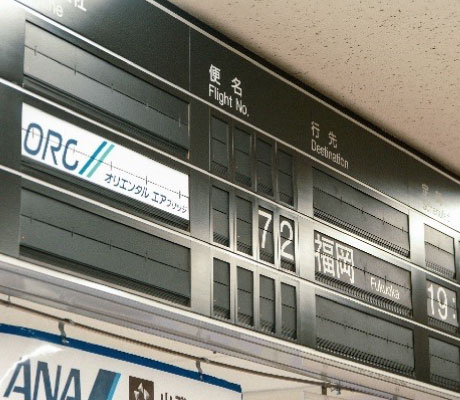 便名
Flight No.
行先
Destination
ORC
オリエンタル エアブリッジ
72
福岡
Fukuoka
19:
ANA